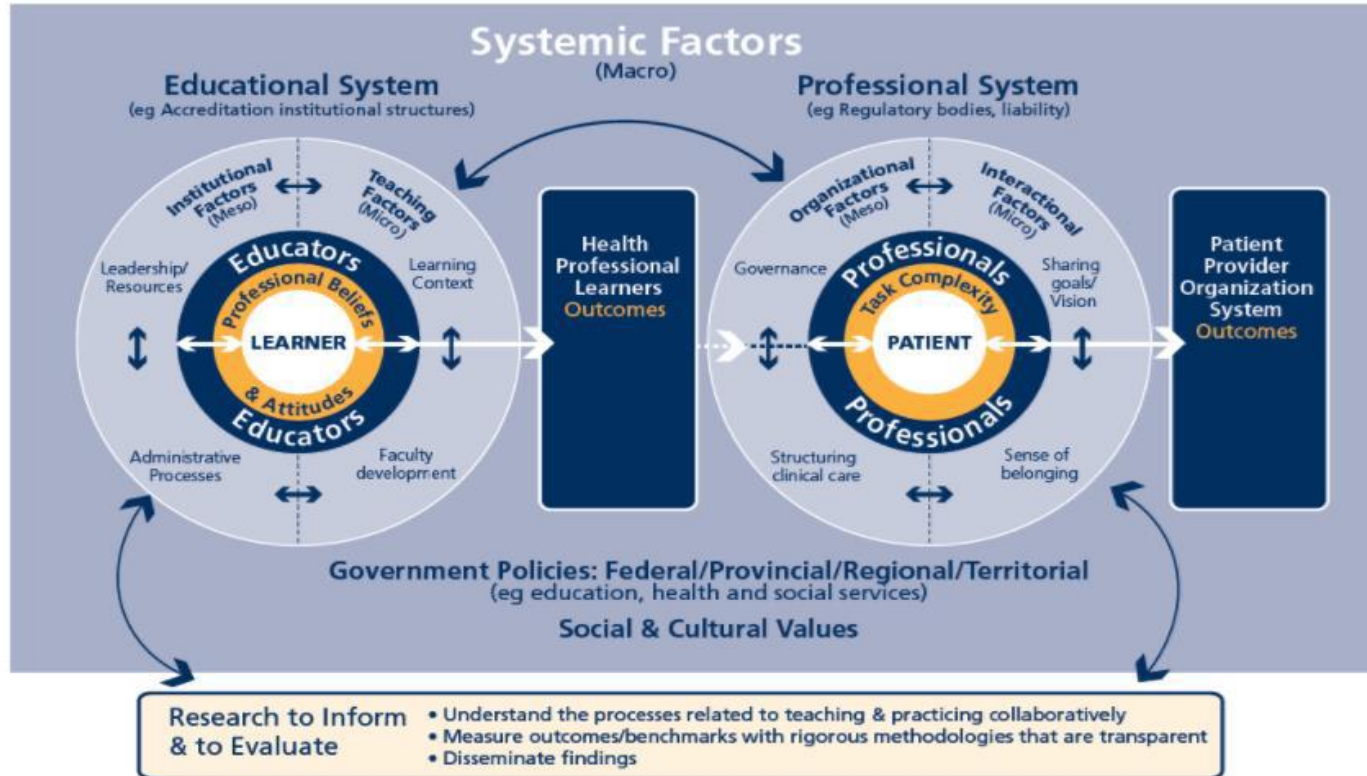 Systemic Factors
(Macro)
Educational System
(eg Accreditation institutional structures)
Professional System
(eg Regulatory bodies, liability)
Institutional
Factors
(Meso)
Teaching
Factors
(Micro)
Leadership/
Resources
Learning
Context
Educators
Professional Beliefs
LEARNER
& Attitudes
Educators
Administrative
Processes
Faculty
development
Health
Professional
Learners
Outcomes
Organizational
Factors
(Meso)
Interactional
Factors
(Micro)
Governance
Sharing
goals/
Vision
Professionals
Task Complexity
PATIENT
Professionals
Structuring
clinical care
Sense of
belonging
Patient
Provider
Organization
System
Outcomes
Government Policies: Federal/Provincial/Regional/Territorial
(eg education, health and social services)
Social & Cultural Values
Research to Inform
& to Evaluate
• Understand the processes related to teaching & practicing collaboratively
• Measure outcomes/benchmarks with rigorous methodologies that are transparent
• Disseminate findings